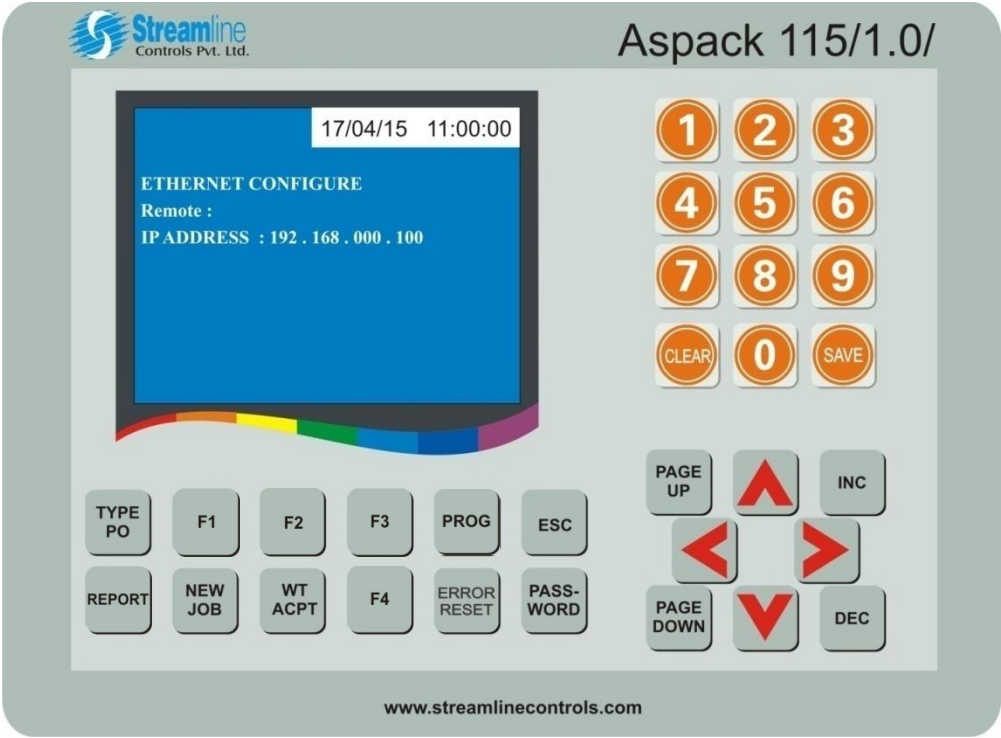 Streamline
Controls Pvt. Ltd.
Aspack 115/1.0/
17/04/15 11:00:00
ETHERNET CONFIGURE
Remote :
IP ADDRESS : 192 . 168 . 000 . 100
1 2 3
4 5 6
7 8 9
CLEAR 0 SAVE
PAGE
UP
INC
PAGE
DOWN
DEC
TYPE
PO
F1
F2
F3
PROG
ESC
REPORT
NEW
JOB
WT
ACPT
F4
ERROR
RESET
PASS-
WORD
www.streamlinecontrols.com